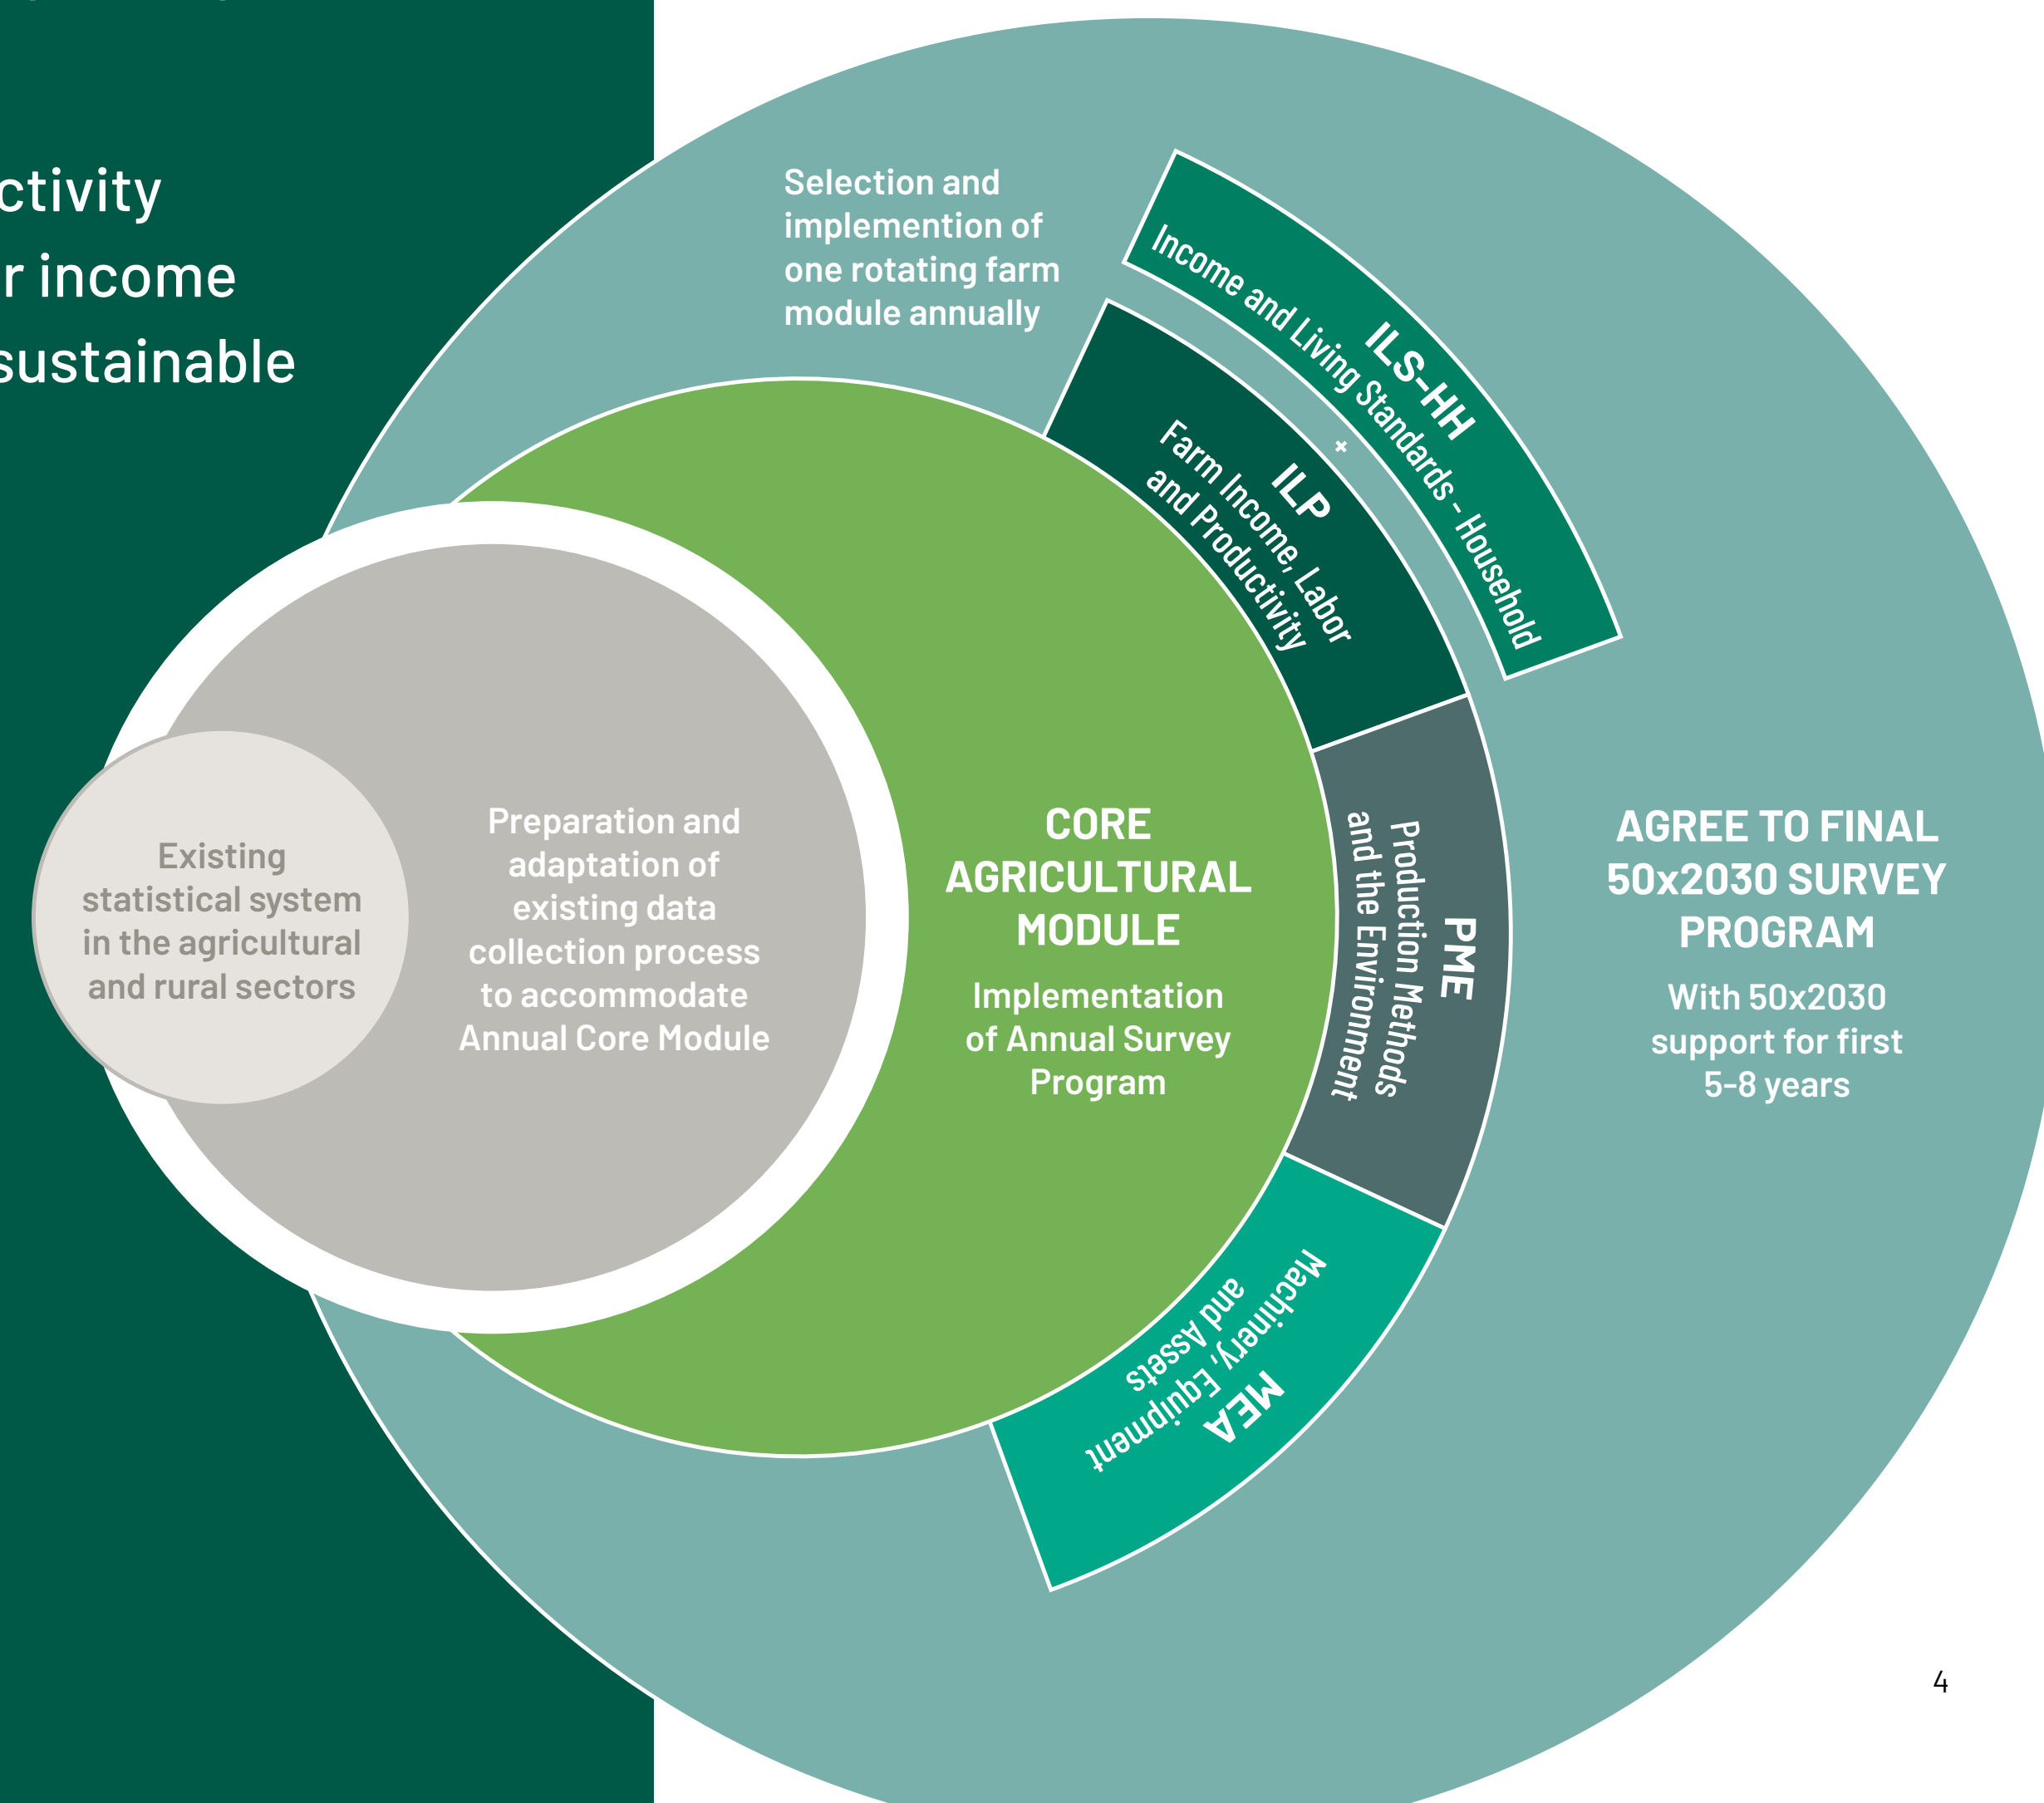 ctivity
r income
sustainable
Selection and
implemention of
one rotating farm
module annually
ILS-HH
Income and Living Standards - Household
+
ILP
Farm Income, Labor
and Productivity
PME
Production Methods
and the Environment
Machinery, Equipment
and Assets
MEA
Existing
statistical system
in the agricultural
and rural sectors
Preparation and
adaptation of
existing data
collection process
to accommodate
Annual Core Module
CORE
AGRICULTURAL
MODULE
Implementation
of Annual Survey
Program
AGREE TO FINAL
50x2030 SURVEY
PROGRAM
With 50x2030
support for first
5-8 years
4